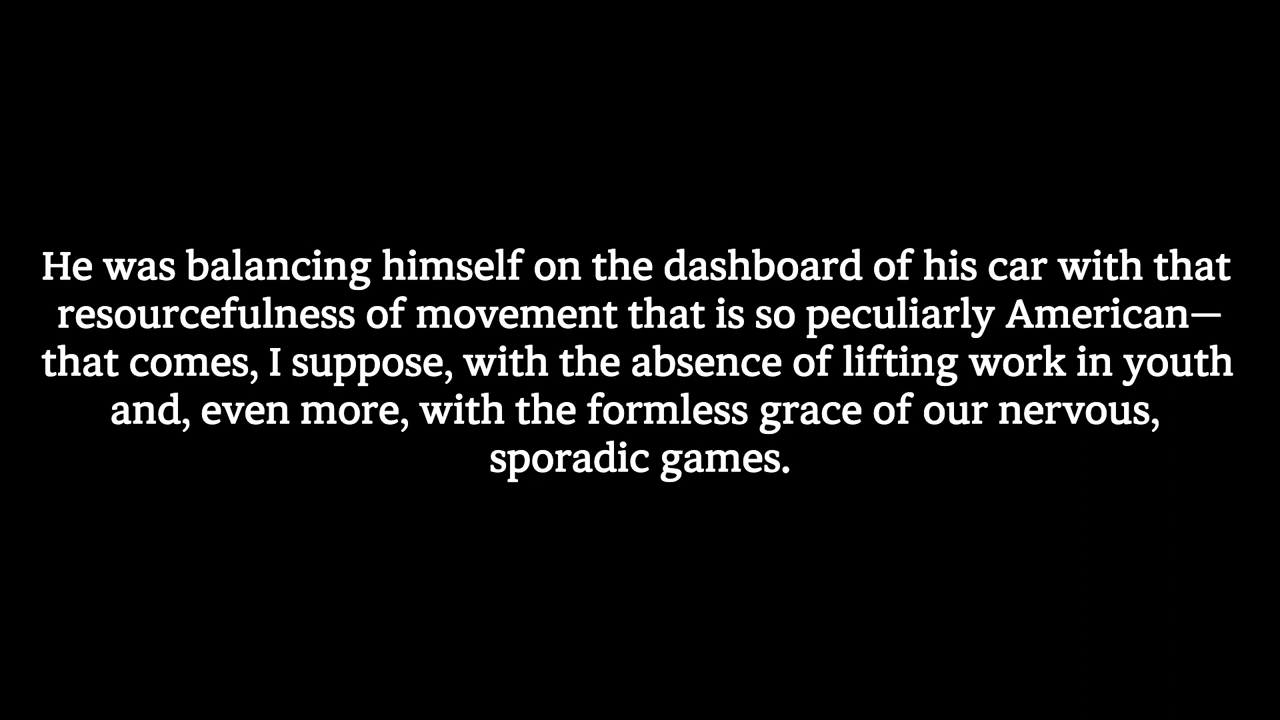 He was balancing himself on the dashboard of his car with that
resourcefulness of movement that is so peculiarly American—
that comes, I suppose, with the absence of lifting work in youth
and, even more, with the formless grace of our nervous,
sporadic games.